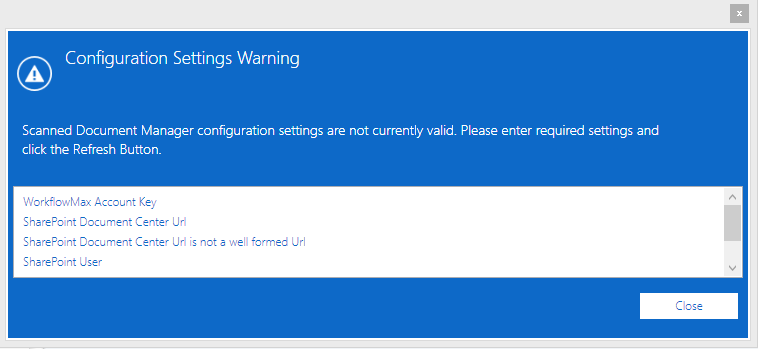 x
Configuration Settings Warning
Scanned Document Manager configuration settings are not currently valid. Please enter required settings and
click the Refresh Button.
WorkflowMax Account Key
SharePoint Document Center Url
SharePoint Document Center Url is not a well formed Url
SharePoint User
Close